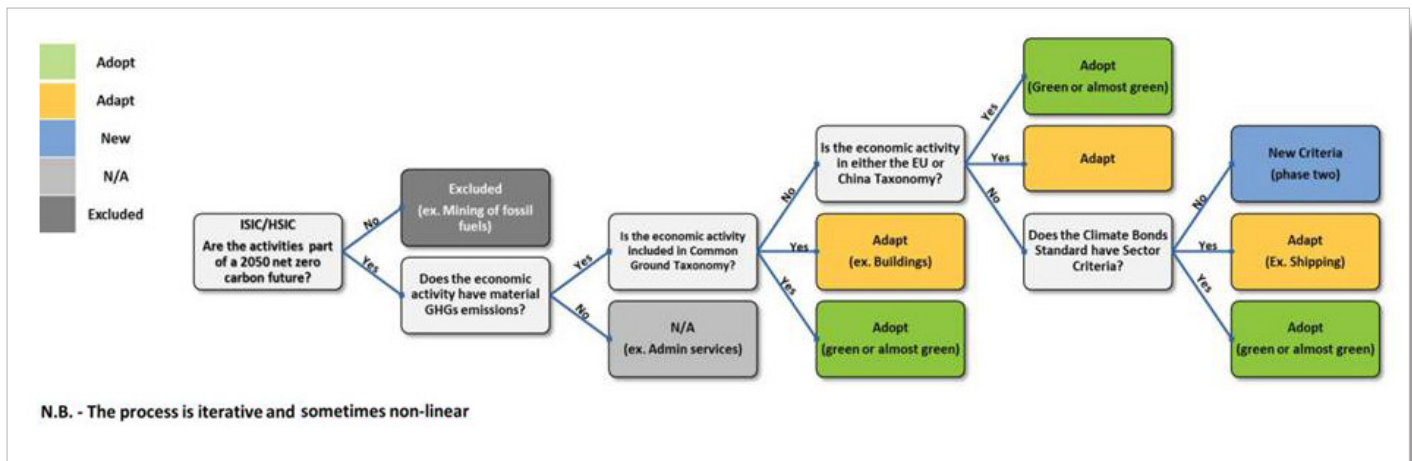 Adopt
Adapt
New
N/A
Excluded
ISIC/HSIC
Are the activities part
of a 2050 net zero
carbon future?
No
Yes
Excluded
(ex. Mining of fossil
fuels)
Does the economic
activity have material
GHGs emissions?
Yes
No
Is the economic activity
included in Common
Ground Taxonomy?
N/A
(ex. Admin services)
No
Yes
Yes
Is the economic activity
in either the EU or
China Taxonomy?
Adapt
(ex. Buildings)
Adopt
(green or almost green)
Yes
Yes
No
Adopt
(Green or almost green)
Adapt
Does the Climate Bonds
Standard have Sector
Criteria?
No
Yes
Yes
New Criteria
(phase two)
Adapt
(Ex. Shipping)
Adopt
(green or almost green)
N.B. - The process is iterative and sometimes non-linear